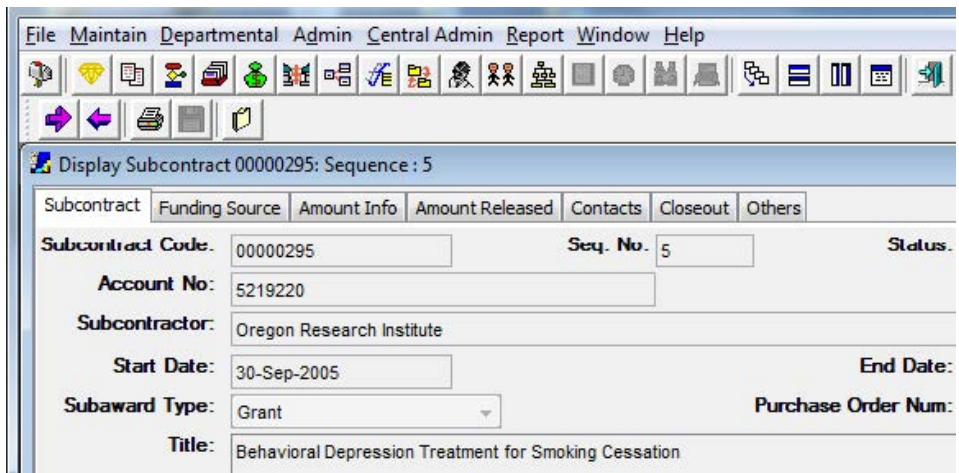 File Maintain Departmental Admin Central Admin Report Window Help
Display Subcontract 00000295: Sequence : 5
Subcontract Funding Source Amount Info Amount Released Contacts Closeout Others
Subcontract Code. 00000295 Seq. No. 5 Status.
Account No: 5219220
Subcontractor: Oregon Research Institute
Start Date: 30-Sep-2005 End Date:
Subaward Type: Grant Purchase Order Num:
Title: Behavioral Depression Treatment for Smoking Cessation